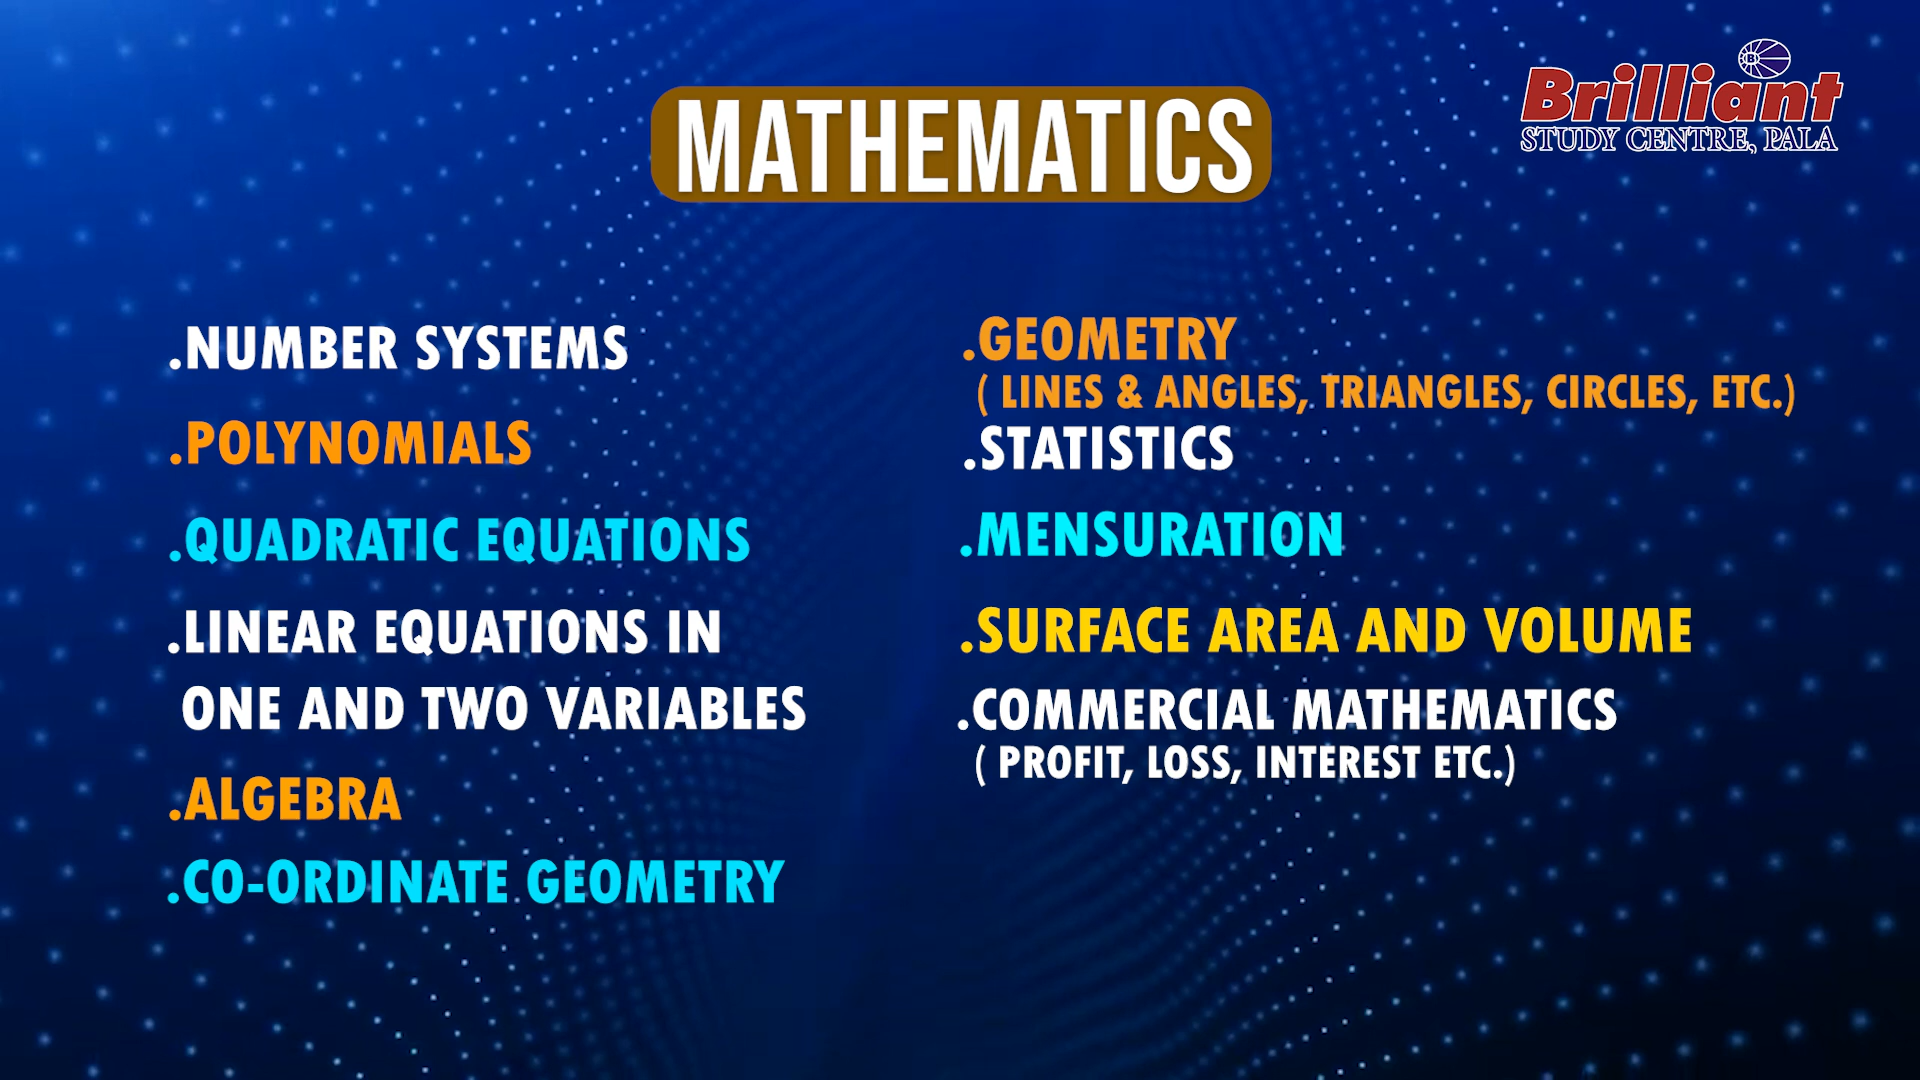 MATHEMATICS
Brilliant
STUDY CENTRE, PALA
.NUMBER SYSTEMS
.POLYNOMIALS
.QUADRATIC EQUATIONS
.LINEAR EQUATIONS IN
ONE AND TWO VARIABLES
.ALGEBRA
.CO-ORDINATE GEOMETRY
.GEOMETRY
( LINES & ANGLES, TRIANGLES, CIRCLES, ETC.)
.STATISTICS
.MENSURATION
.SURFACE AREA AND VOLUME
.COMMERCIAL MATHEMATICS
( PROFIT, LOSS, INTEREST ETC.)